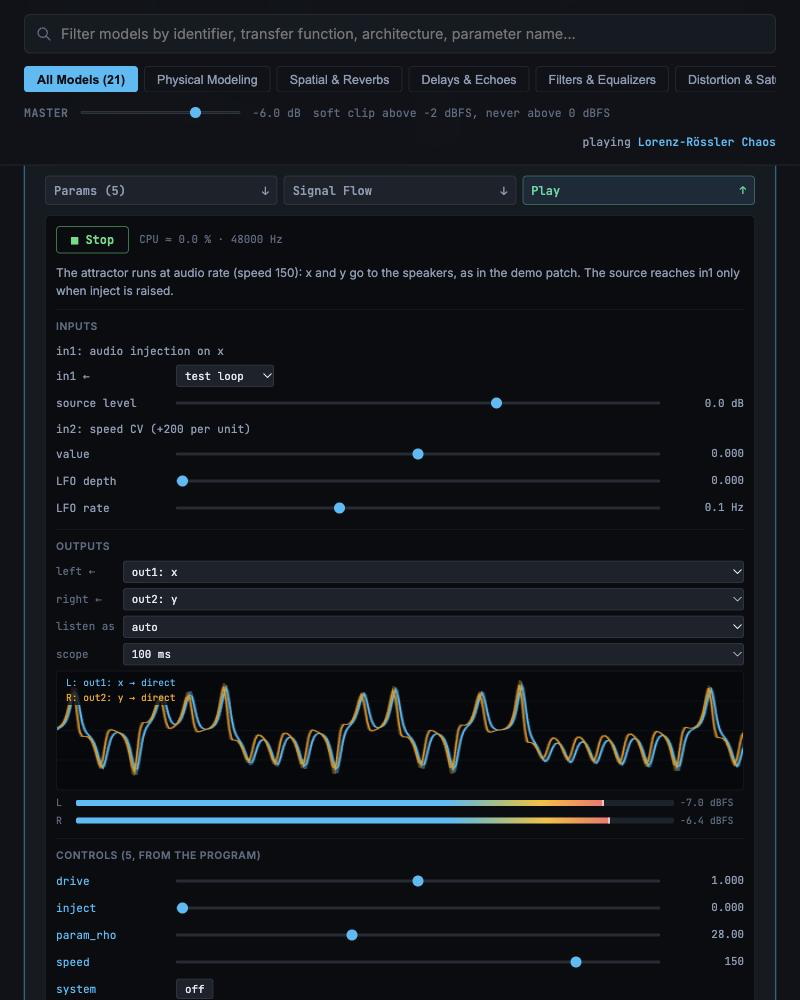 Filter models by identifier, transfer function, architecture, parameter name...
All Models (21) Physical Modeling Spatial & Reverbs Delays & Echoes Filters & Equalizers Distortion & Satu
MASTER -6.0 dB soft clip above -2 dBFS, never above 0 dBFS
playing Lorenz-Rössler Chaos
Params (5) ↓ Signal Flow ↓ Play ↑
■ Stop CPU ≈ 0.0 % · 48000 Hz
The attractor runs at audio rate (speed 150): x and y go to the speakers, as in the demo patch. The source reaches in1 only
when inject is raised.
INPUTS
in1: audio injection on x
in1 ← test loop
source level 0.0 dB
in2: speed CV (+200 per unit)
value 0.000
LFO depth 0.000
LFO rate 0.1 Hz
OUTPUTS
left ← out1: x
right ← out2: y
listen as auto
scope 100 ms
L: out1: x → direct
R: out2: y → direct
L -7.0 dBFS
R -6.4 dBFS
CONTROLS (5, FROM THE PROGRAM)
drive 1.000
inject 0.000
param_rho 28.00
speed 150
system off